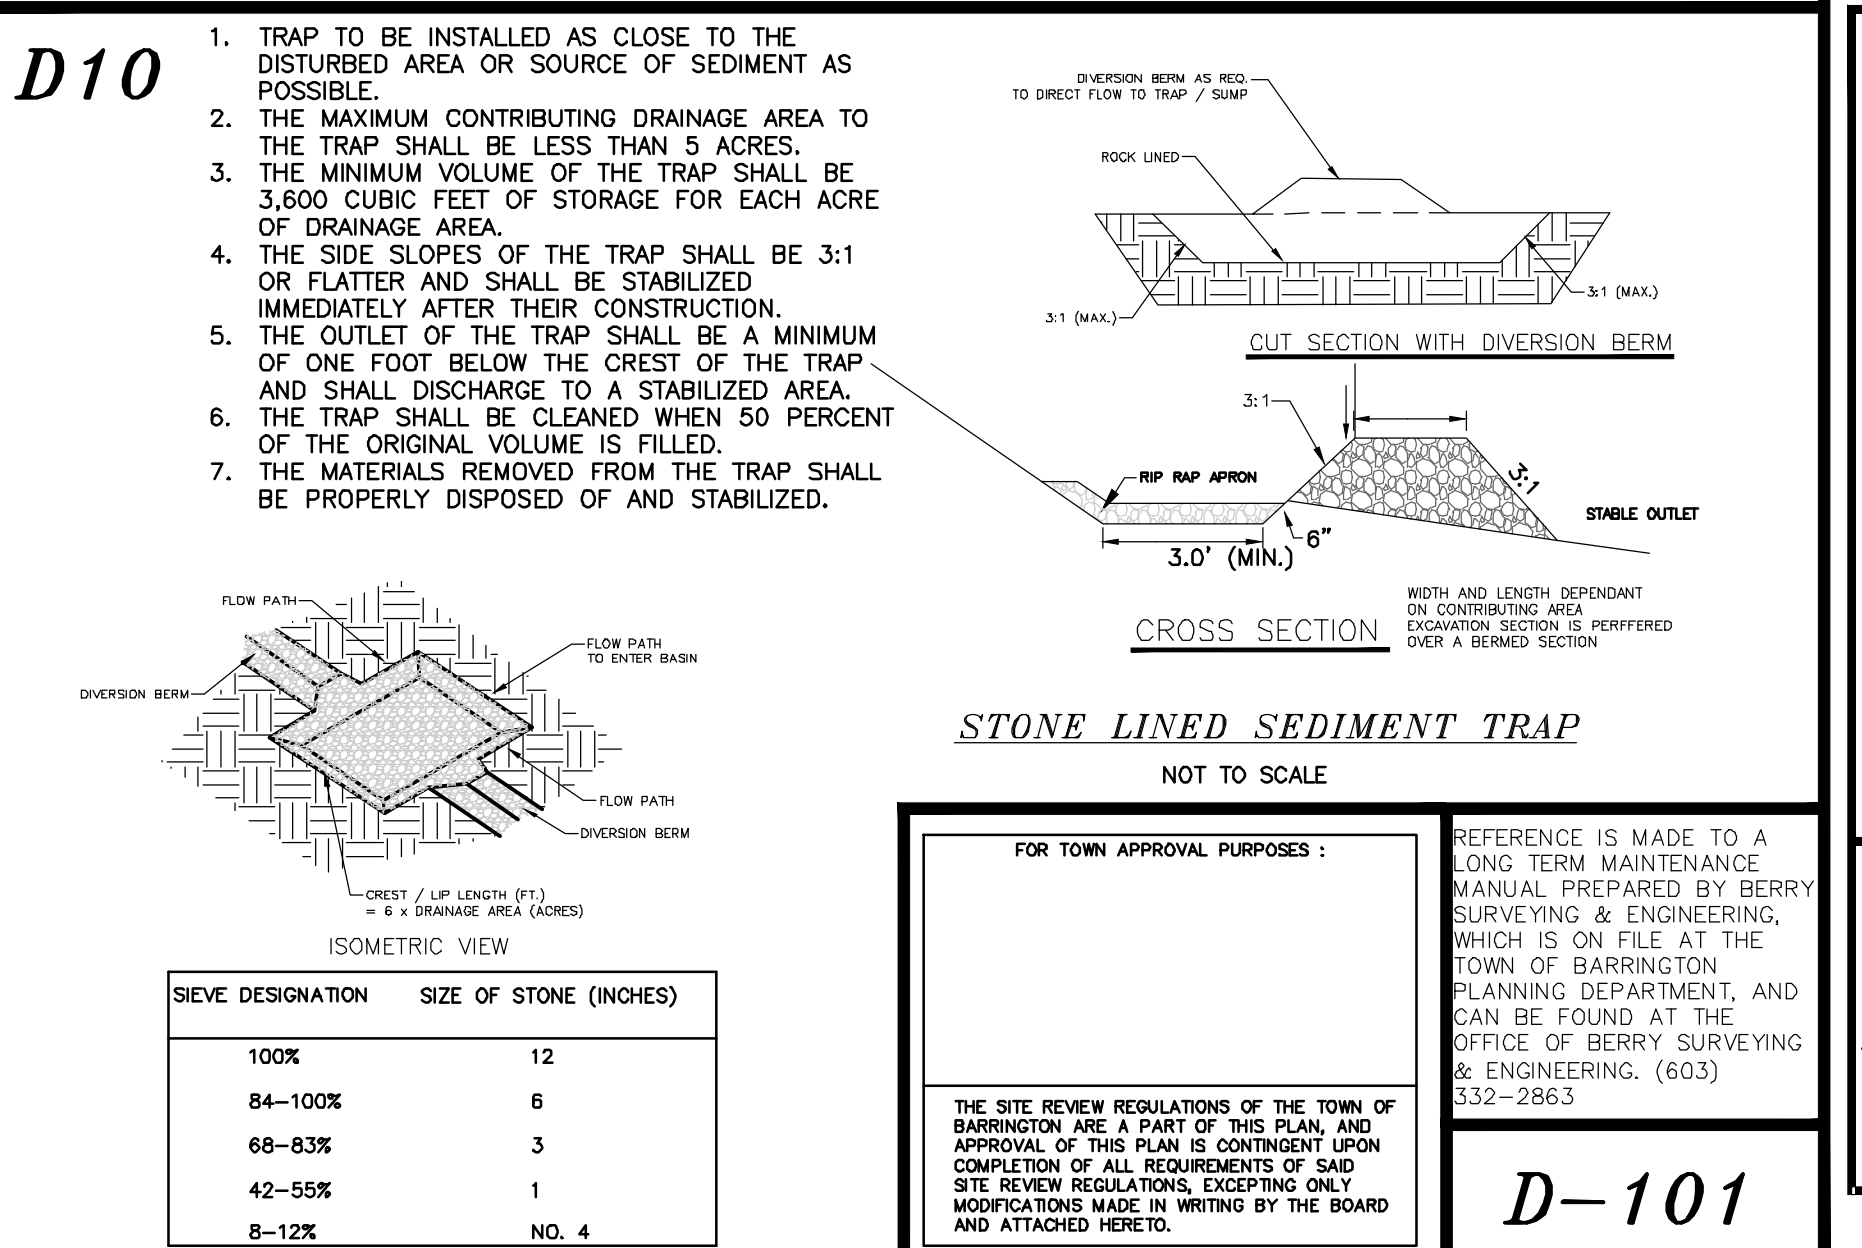 D10
1. TRAP TO BE INSTALLED AS CLOSE TO THE
DISTURBED AREA OR SOURCE OF SEDIMENT AS
POSSIBLE.
2. THE MAXIMUM CONTRIBUTING DRAINAGE AREA TO
THE TRAP SHALL BE LESS THAN 5 ACRES.
3. THE MINIMUM VOLUME OF THE TRAP SHALL BE
3,600 CUBIC FEET OF STORAGE FOR EACH ACRE
OF DRAINAGE AREA.
4. THE SIDE SLOPES OF THE TRAP SHALL BE 3:1
OR FLATTER AND SHALL BE STABILIZED
IMMEDIATELY AFTER THEIR CONSTRUCTION.
5. THE OUTLET OF THE TRAP SHALL BE A MINIMUM
OF ONE FOOT BELOW THE CREST OF THE TRAP
AND SHALL DISCHARGE TO A STABILIZED AREA.
6. THE TRAP SHALL BE CLEANED WHEN 50 PERCENT
OF THE ORIGINAL VOLUME IS FILLED.
7. THE MATERIALS REMOVED FROM THE TRAP SHALL
BE PROPERLY DISPOSED OF AND STABILIZED.
DIVERSION BERM AS REQ.
TO DIRECT FLOW TO TRAP / SUMP
ROCK LINED
3:1 (MAX.)
3:1 (MAX.)
CUT SECTION WITH DIVERSION BERM
3:1
3:1
RIP RAP APRON
STABLE OUTLET
6"
3.0' (MIN.)
CROSS SECTION
WIDTH AND LENGTH DEPENDANT
ON CONTRIBUTING AREA
EXCAVATION SECTION IS PERFFERED
OVER A BERMED SECTION
FLOW PATH
FLOW PATH
TO ENTER BASIN
DIVERSION BERM
FLOW PATH
DIVERSION BERM
CREST / LIP LENGTH (FT.)
= 6 x DRAINAGE AREA (ACRES)
ISOMETRIC VIEW
STONE LINED SEDIMENT TRAP
NOT TO SCALE
SIEVE DESIGNATION SIZE OF STONE (INCHES)
100% 12
84-100% 6
68-83% 3
42-55% 1
8-12% NO. 4
FOR TOWN APPROVAL PURPOSES :
THE SITE REVIEW REGULATIONS OF THE TOWN OF
BARRINGTON ARE A PART OF THIS PLAN, AND
APPROVAL OF THIS PLAN IS CONTINGENT UPON
COMPLETION OF ALL REQUIREMENTS OF SAID
SITE REVIEW REGULATIONS, EXCEPTING ONLY
MODIFICATIONS MADE IN WRITING BY THE BOARD
AND ATTACHED HERETO.
REFERENCE IS MADE TO A
LONG TERM MAINTENANCE
MANUAL PREPARED BY BERRY
SURVEYING & ENGINEERING,
WHICH IS ON FILE AT THE
TOWN OF BARRINGTON
PLANNING DEPARTMENT, AND
CAN BE FOUND AT THE
OFFICE OF BERRY SURVEYING
& ENGINEERING. (603)
332-2863
D-101